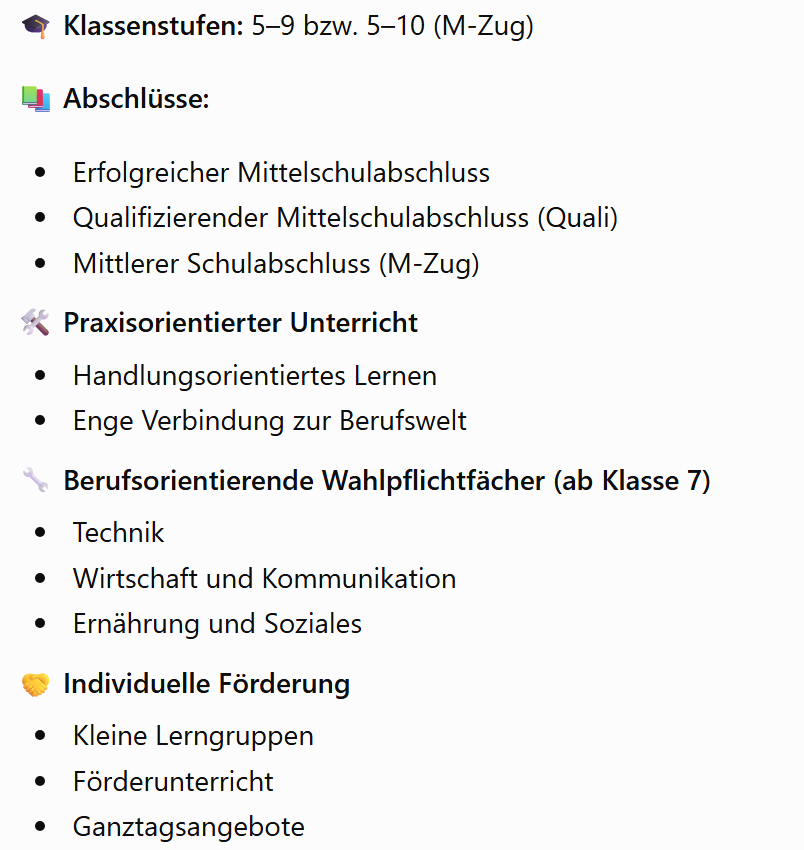 🎓 Klassenstufen: 5–9 bzw. 5–10 (M-Zug)
📚 Abschlüsse:
• Erfolgreicher Mittelschulabschluss
• Qualifizierender Mittelschulabschluss (Quali)
• Mittlerer Schulabschluss (M-Zug)
🛠️ Praxisorientierter Unterricht
• Handlungsorientiertes Lernen
• Enge Verbindung zur Berufswelt
🔧 Berufsorientierende Wahlpflichtfächer (ab Klasse 7)
• Technik
• Wirtschaft und Kommunikation
• Ernährung und Soziales
🤝 Individuelle Förderung
• Kleine Lerngruppen
• Förderunterricht
• Ganztagsangebote